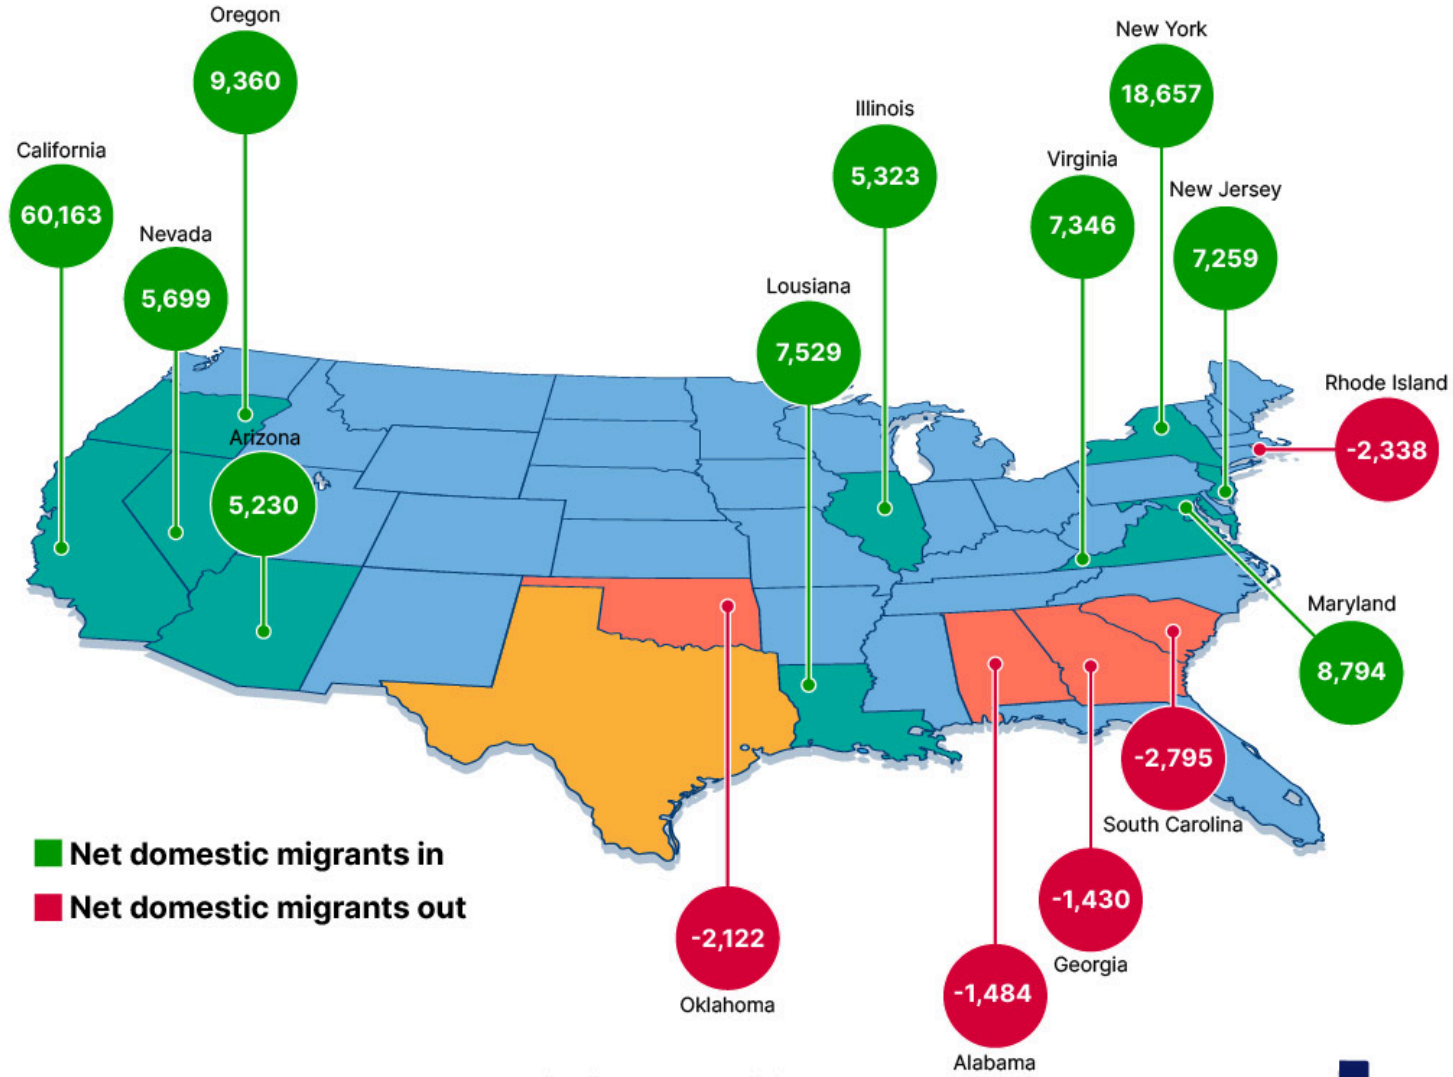 Oregon
9,360
New York
18,657
Illinois
5,323
California
60,163
Virginia
7,346
New Jersey
7,259
Nevada
5,699
Lousiana
7,529
Rhode Island
-2,338
Arizona
5,230
Maryland
8,794
-2,795
South Carolina
Net domestic migrants in
Net domestic migrants out
-2,122
Oklahoma
-1,430
Georgia
-1,484
Alabama